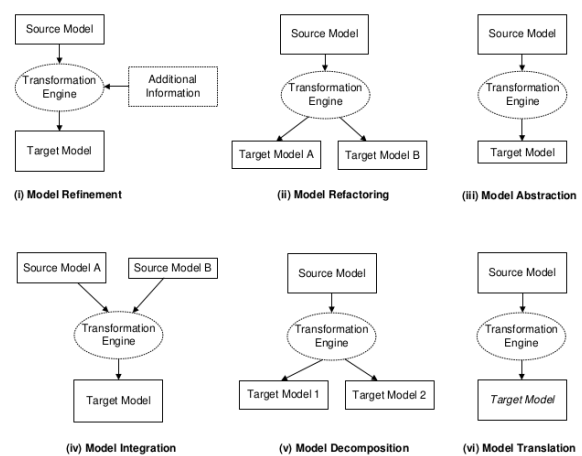 Source Model
Transformation
Engine
Additional
Information
Target Model
(i) Model Refinement
Source Model
Transformation
Engine
Target Model A
Target Model B
(ii) Model Refactoring
Source Model
Transformation
Engine
Target Model
(iii) Model Abstraction
Source Model A
Source Model B
Transformation
Engine
Target Model
(iv) Model Integration
Source Model
Transformation
Engine
Target Model 1
Target Model 2
(v) Model Decomposition
Source Model
Transformation
Engine
Target Model
(vi) Model Translation